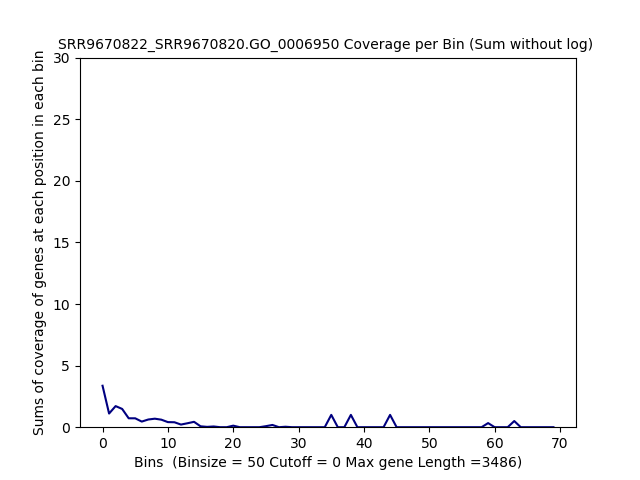 SRR9670822_SRR9670820.GO_0006950 Coverage per Bin (Sum without log)
Sums of coverage of genes at each position in each bin
30
25
20
15
10
5
0
0 10 20 30 40 50 60 70
Bins  (Binsize = 50 Cutoff = 0 Max gene Length =3486)